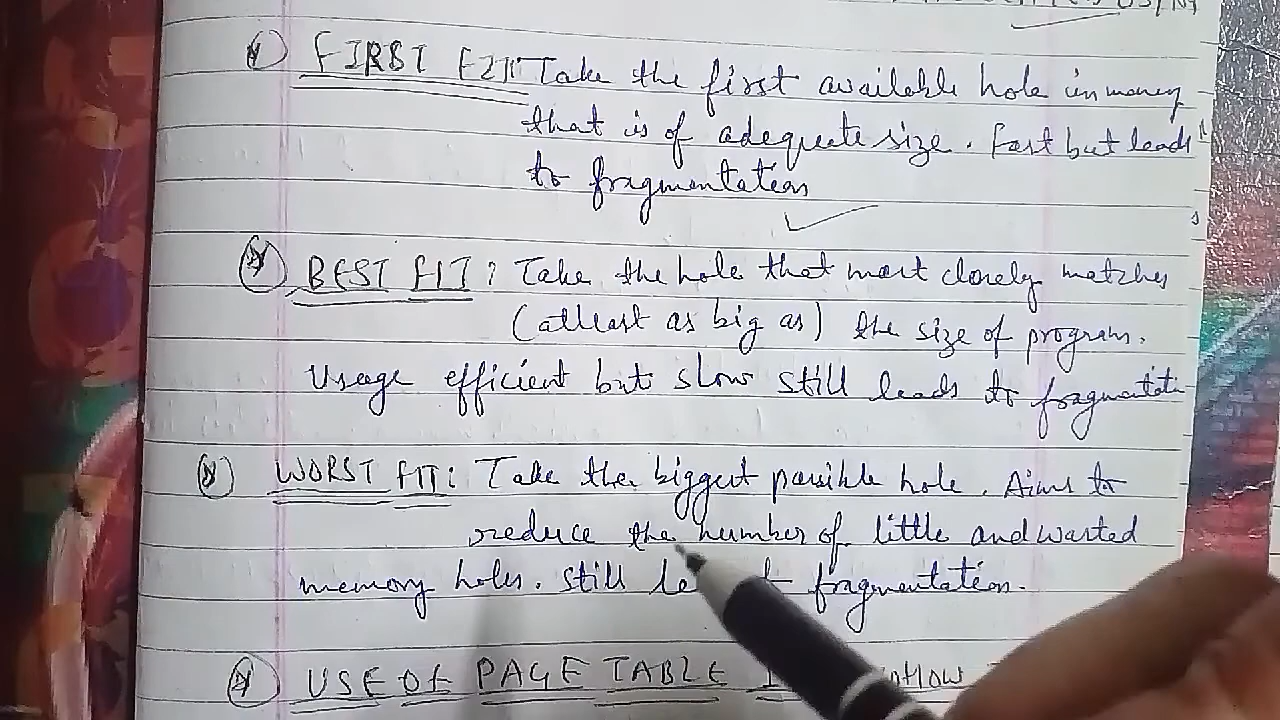 FIRST FIT: Take the first available hole in memory
that is of adequate size. Fast but leads
to fragmentation
BEST FIT: Take the hole that most closely matches
(atleast as big as) the size of program.
Usage efficient but slow still leads to fragmentati
WORST FIT: Take the biggest possible hole. Aims to
reduce the number of little and wasted
memory holes. Still le fragmentation.
USE OF PAGE TABLE